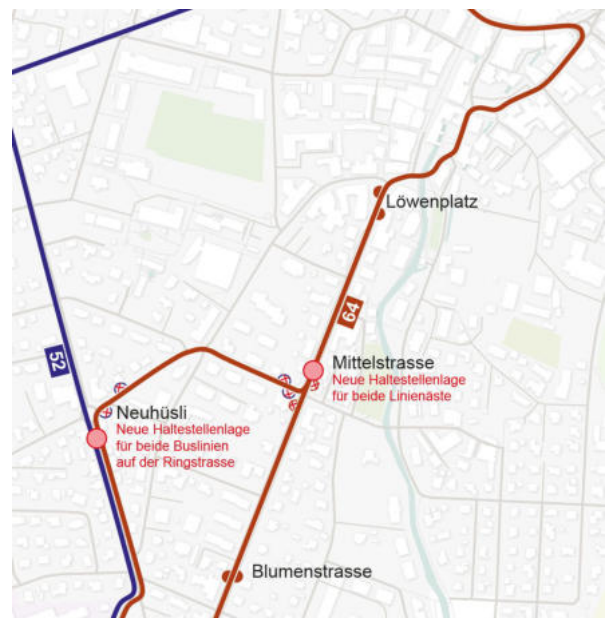 Löwenplatz
64
52
Mittelstrasse
Neue Haltestellenlage
für beide Linienäste
Neuhüsli
Neue Haltestellenlage
für beide Buslinien
auf der Ringstrasse
Blumenstrasse